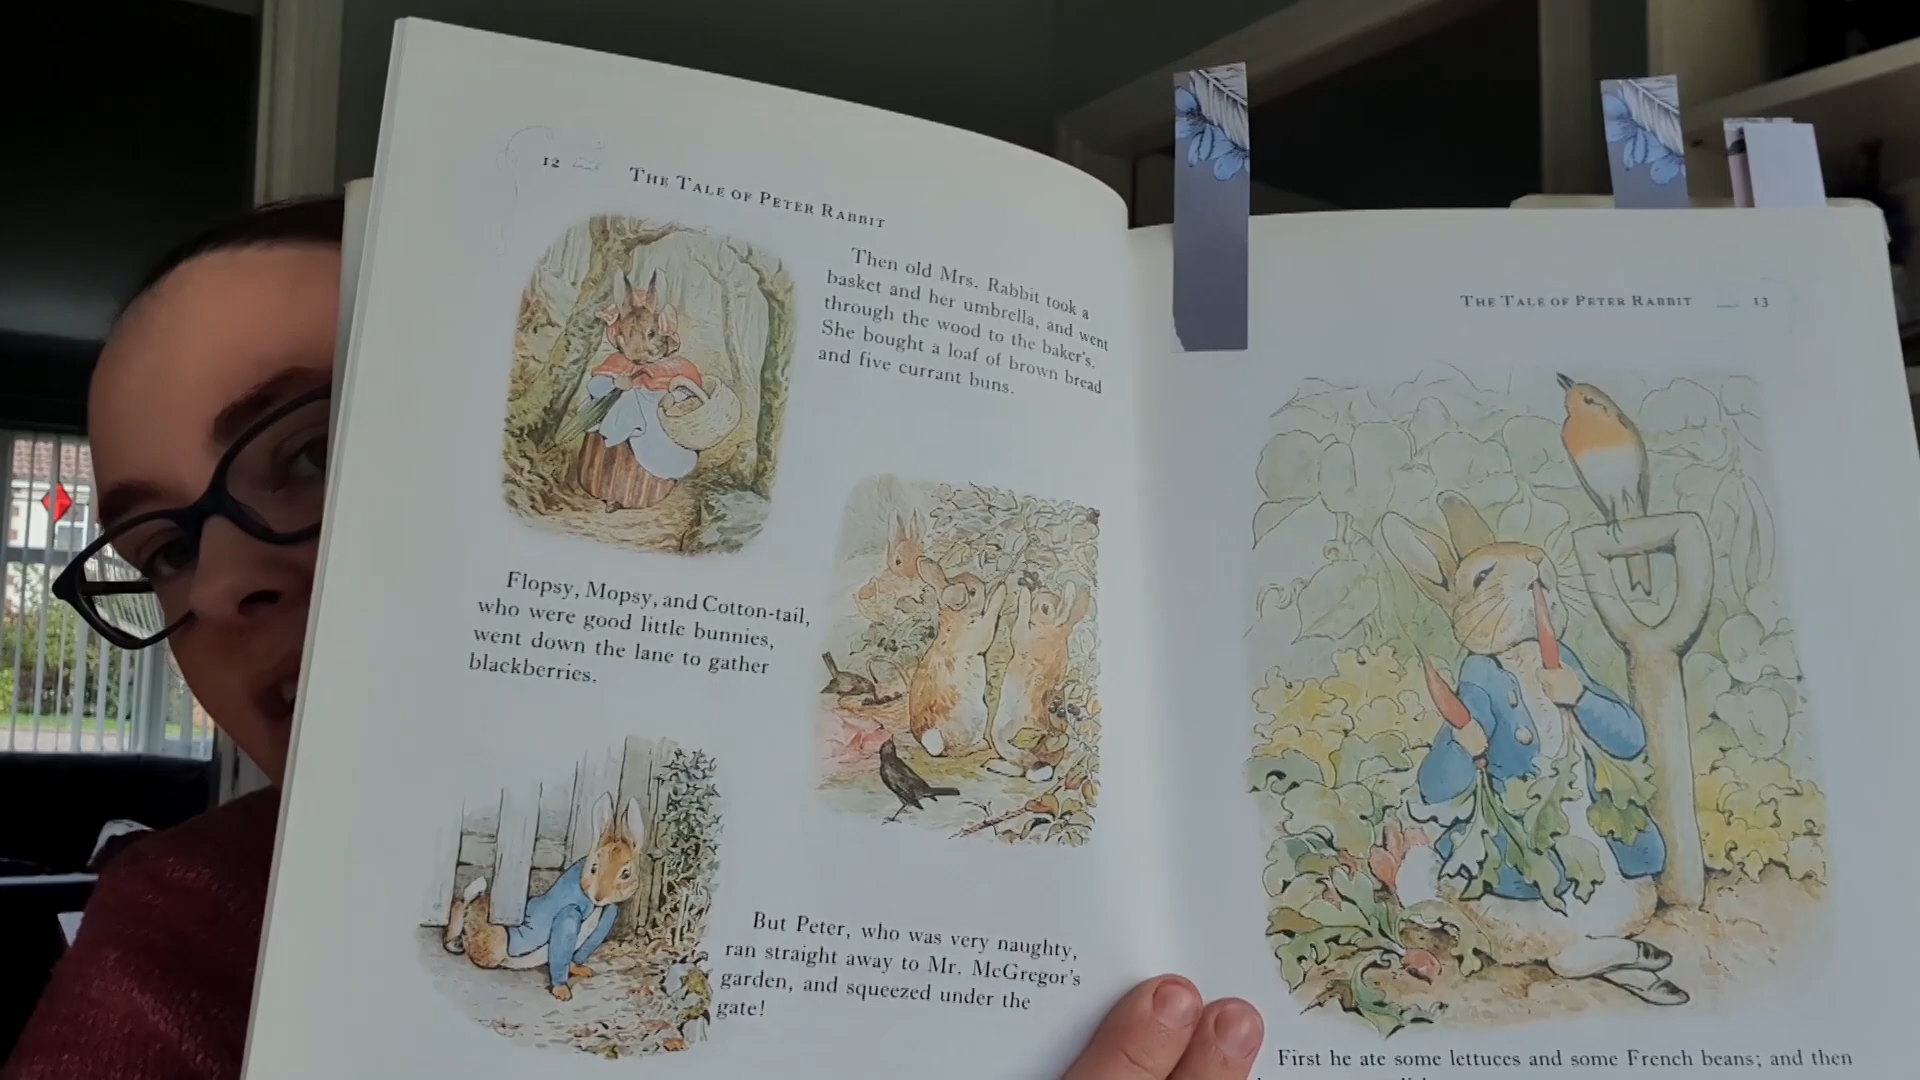 12 THE TALE OF PETER RABBIT
Then old Mrs. Rabbit took a
basket and her umbrella, and went
through the wood to the baker's.
She bought a loaf of brown bread
and five currant buns.
Flopsy, Mopsy, and Cotton-tail,
who were good little bunnies,
went down the lane to gather
blackberries.
But Peter, who was very naughty,
ran straight away to Mr. McGregor's
garden, and squeezed under the
gate!
THE TALE OF PETER RABBIT 13
First he ate some lettuces and some French beans; and then